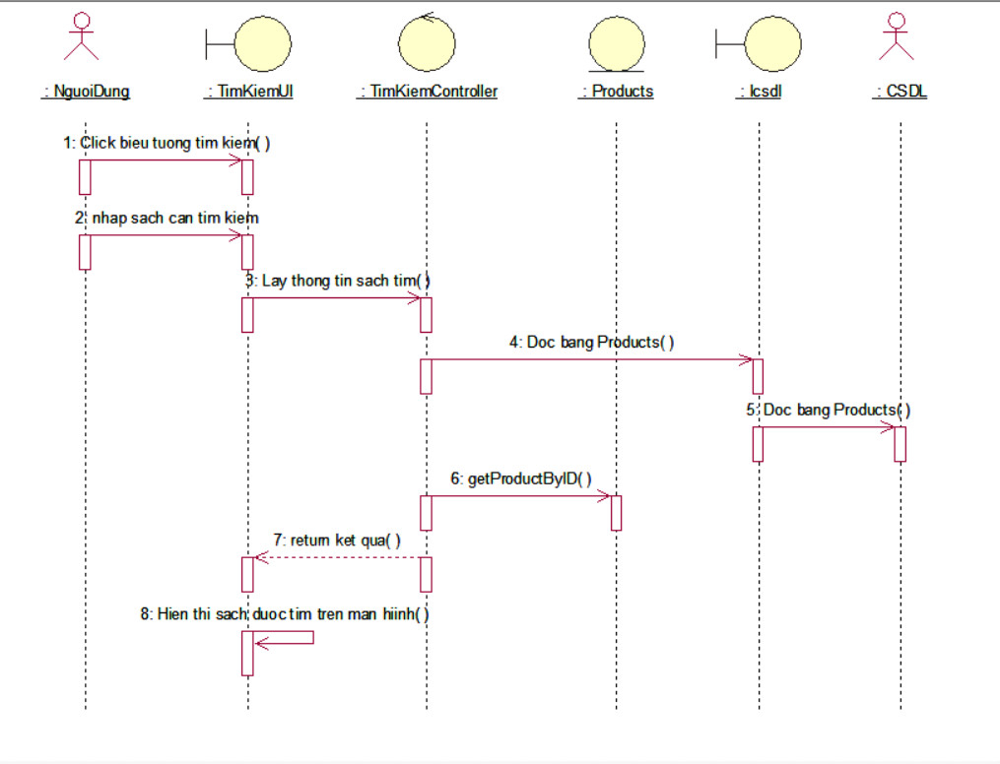 : NguoiDung
: TimKiemUI
: TimKiemController
: Products
: Icsdl
: CSDL
1: Click bieu tuong tim kiem( )
2: nhap sach can tim kiem
3: Lay thong tin sach tim( )
4: Doc bang Products( )
5: Doc bang Products( )
6: getProductByID( )
7: return ket qua( )
8: Hien thi sach duoc tim tren man hiinh( )